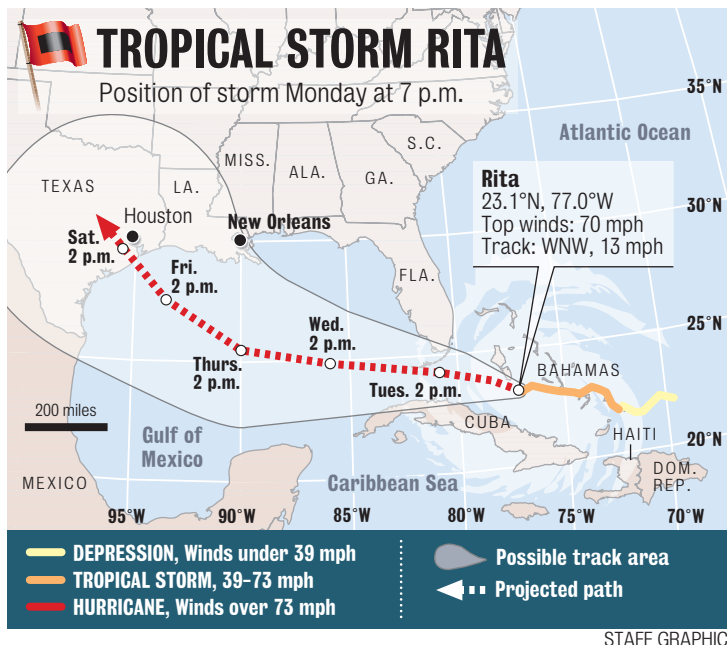 TROPICAL STORM RITA
Position of storm Monday at 7 p.m.
35°N
Atlantic Ocean
S.C.
MISS.
ALA.
GA.
TEXAS
LA.
Rita
23.1°N, 77.0°W
Top winds: 70 mph
Track: WNW, 13 mph
30°N
Houston
New Orleans
Sat.
2 p.m.
Fri.
2 p.m.
FLA.
Wed.
2 p.m.
25°N
Thurs.
2 p.m.
Tues. 2 p.m.
BAHAMAS
200 miles
CUBA
Gulf of
Mexico
HAITI
20°N
MEXICO
Caribbean Sea
DOM.
REP.
95°W
90°W
85°W
80°W
75°W
70°W
DEPRESSION, Winds under 39 mph
TROPICAL STORM, 39-73 mph
HURRICANE, Winds over 73 mph
Possible track area
Projected path
STAFF GRAPHIC